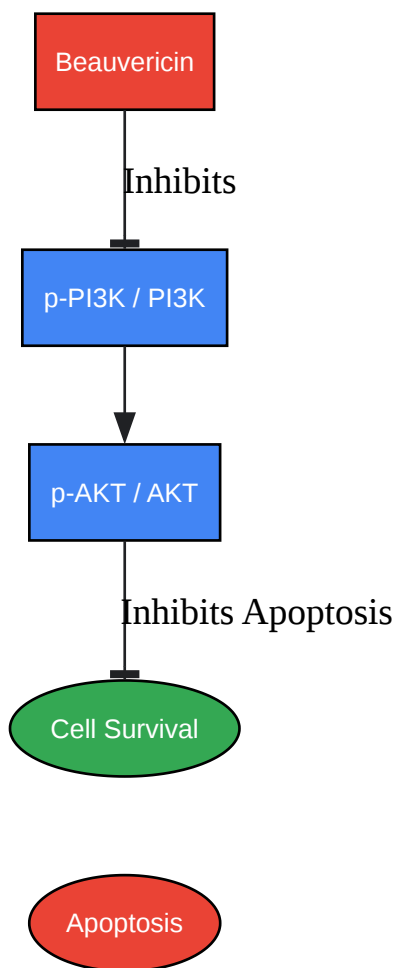 Beauvericin
Inhibits
p-PI3K / PI3K
p-AKT / AKT
Inhibits Apoptosis
Cell Survival
Apoptosis